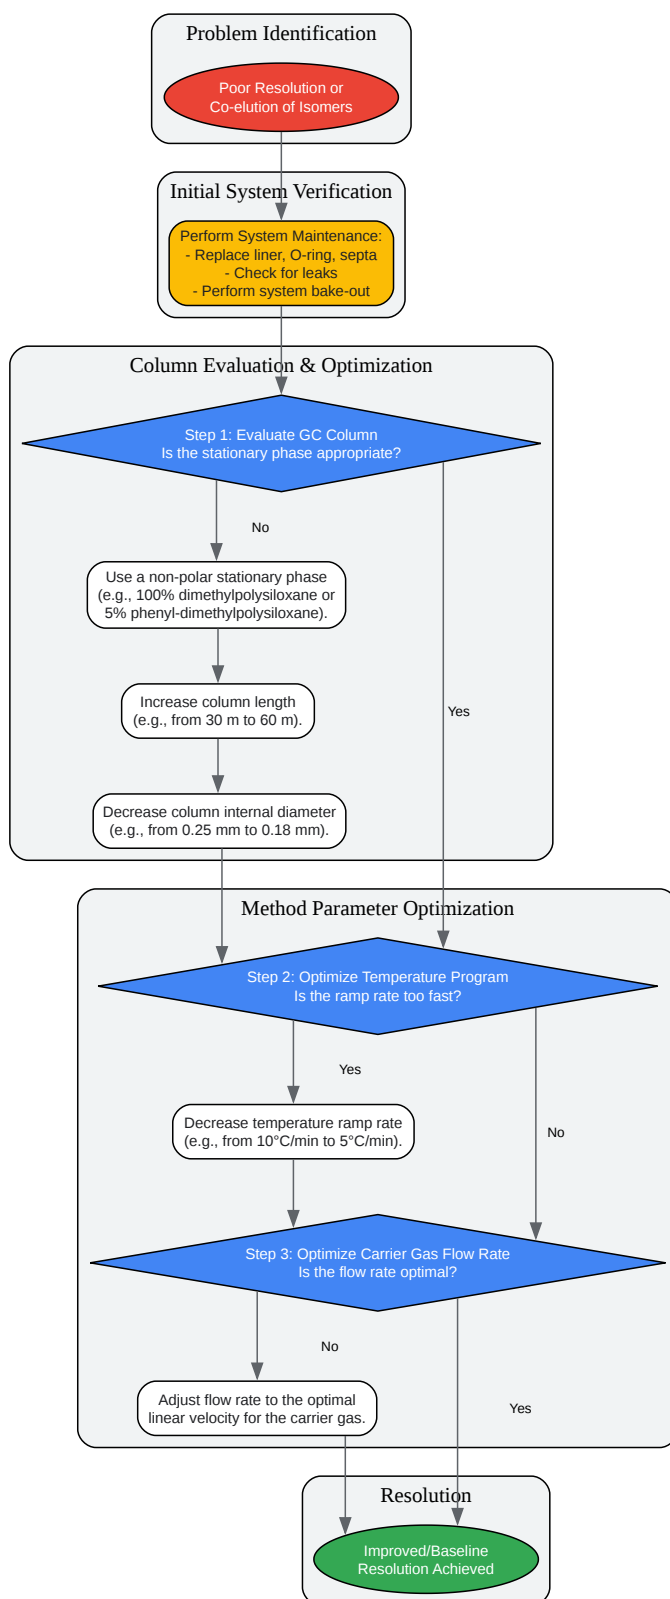 Problem Identification
Poor Resolution or
Co-elution of Isomers
Initial System Verification
Perform System Maintenance:
- Replace liner, O-ring, septa
- Check for leaks
- Perform system bake-out
Column Evaluation & Optimization
Step 1: Evaluate GC Column
Is the stationary phase appropriate?
No
Use a non-polar stationary phase
(e.g., 100% dimethylpolysiloxane or
5% phenyl-dimethylpolysiloxane).
Increase column length
(e.g., from 30 m to 60 m).
Yes
Decrease column internal diameter
(e.g., from 0.25 mm to 0.18 mm).
Method Parameter Optimization
Step 2: Optimize Temperature Program
Is the ramp rate too fast?
Yes
Decrease temperature ramp rate
(e.g., from 10°C/min to 5°C/min).
No
Step 3: Optimize Carrier Gas Flow Rate
Is the flow rate optimal?
No
Adjust flow rate to the optimal
linear velocity for the carrier gas.
Yes
Resolution
Improved/Baseline
Resolution Achieved